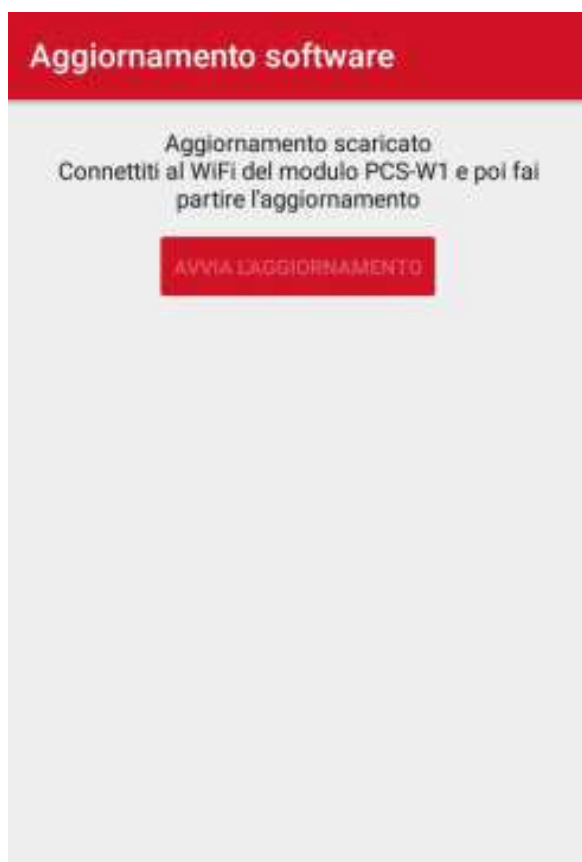 Aggiornamento software
Aggiornamento scaricato
Connettiti al WiFi del modulo PCS-W1 e poi fai
partire l'aggiornamento
AVVIA L'AGGIORNAMENTO